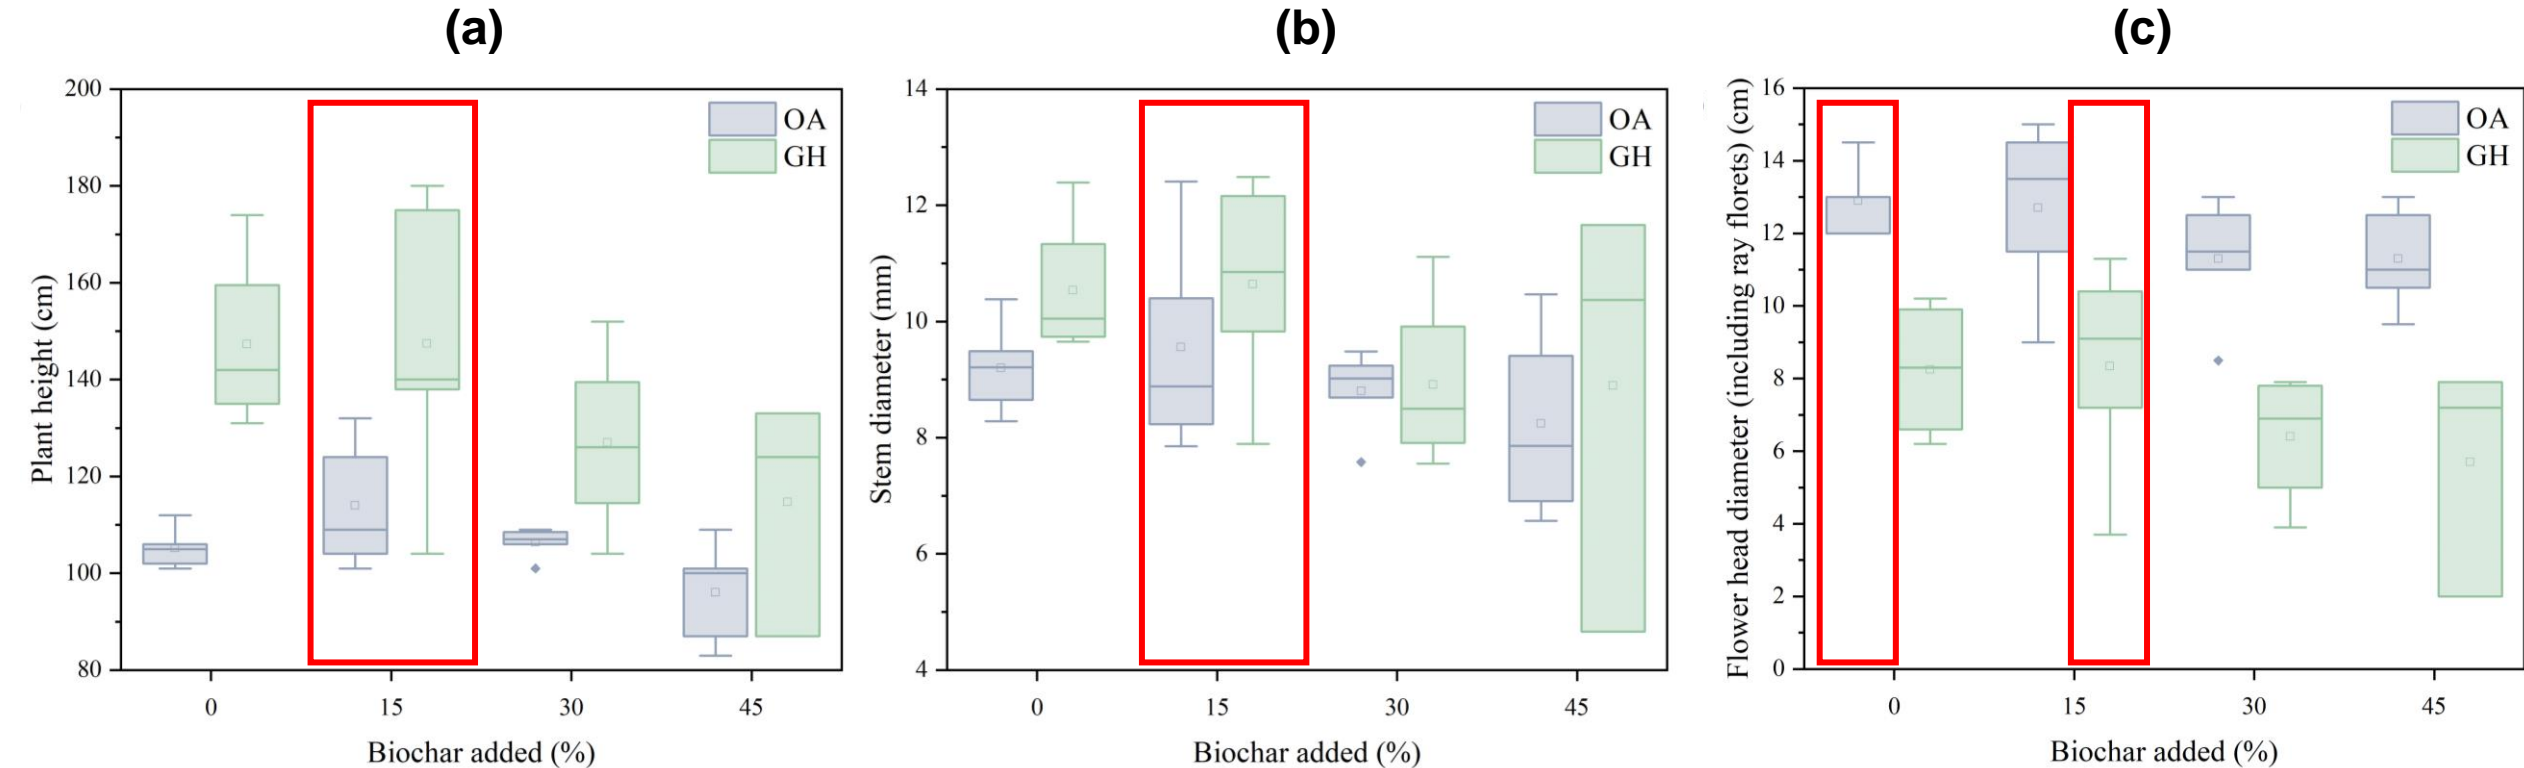 (a)
(b)
(c)
Plant height (cm)
200
180
160
140
120
100
80
OA
GH
0
15
30
45
Biochar added (%)
Stem diameter (mm)
14
12
10
8
6
4
OA
GH
0
15
30
45
Biochar added (%)
Flower head diameter (including ray florets) (cm)
16
14
12
10
8
6
4
2
0
OA
GH
0
15
30
45
Biochar added (%)